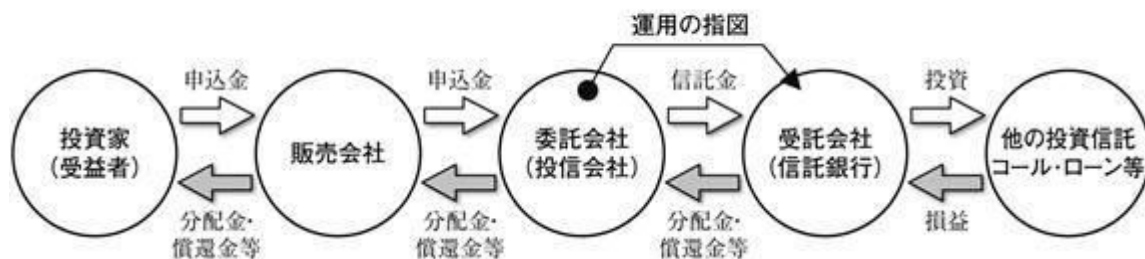 運用の指図
申込金
申込金
信託金
投資
投資家
(受益者)
販売会社
委託会社
(投信会社)
受託会社
(信託銀行)
他の投資信託
コール・ローン等
分配金・
償還金等
分配金・
償還金等
分配金・
償還金等
損益